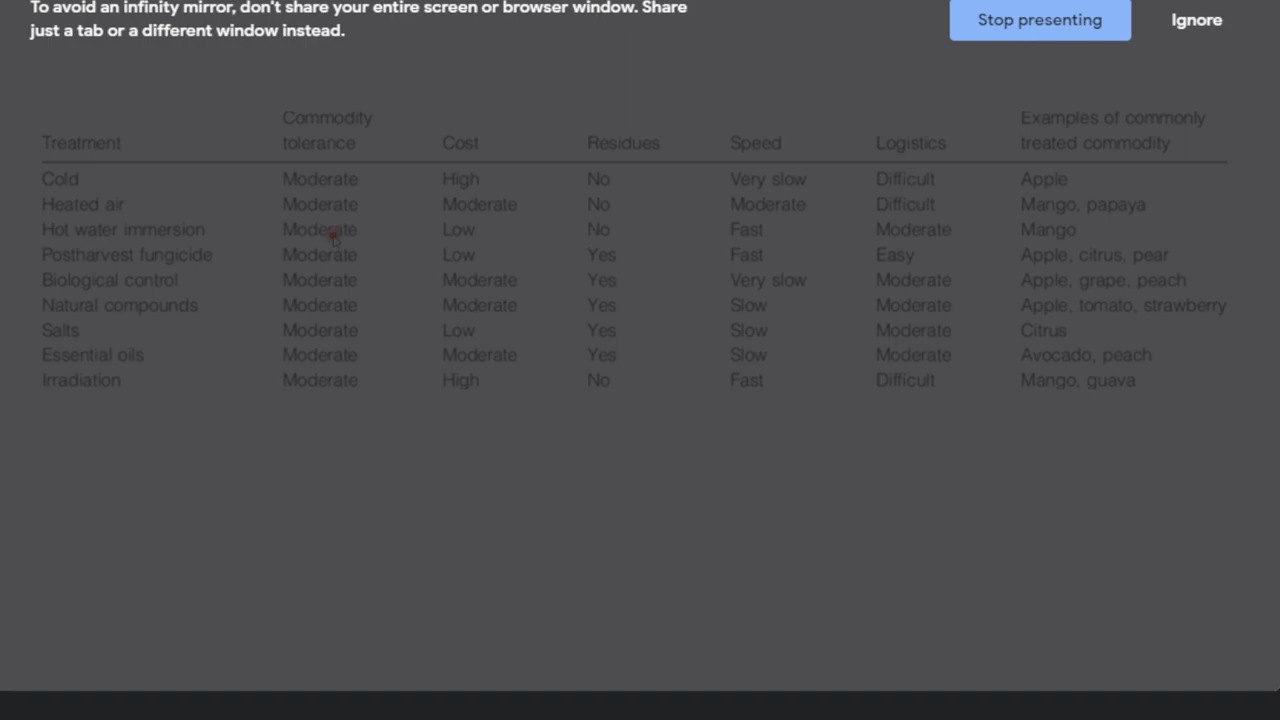 To avoid an infinity mirror, don't share your entire screen or browser window. Share
just a tab or a different window instead.
Stop presenting
Ignore
Treatment Commodity tolerance Cost Residues Speed Logistics Examples of commonly treated commodity
Cold Moderate High No Very slow Difficult Apple
Heated air Moderate Moderate No Moderate Difficult Mango, papaya
Hot water immersion Moderate Low No Fast Moderate Mango
Postharvest fungicide Moderate Low Yes Fast Easy Apple, citrus, pear
Biological control Moderate Moderate Yes Very slow Moderate Apple, grape, peach
Natural compounds Moderate Moderate Yes Slow Moderate Apple, tomato, strawberry
Salts Moderate Low Yes Slow Moderate Citrus
Essential oils Moderate Moderate Yes Slow Moderate Avocado, peach
Irradiation Moderate High No Fast Difficult Mango, guava